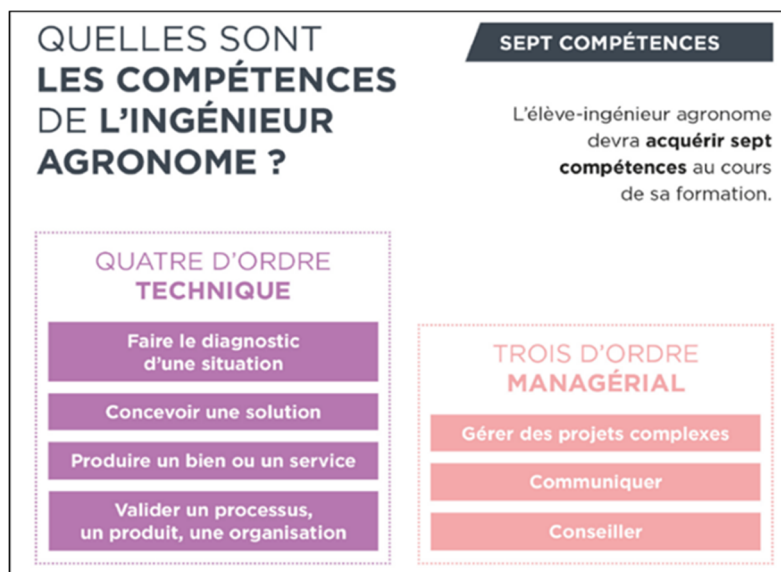 QUELLES SONT
LES COMPÉTENCES
DE L'INGÉNIEUR
AGRONOME ?
SEPT COMPÉTENCES
L'élève-ingénieur agronome
devra acquérir sept
compétences au cours
de sa formation.
QUATRE D'ORDRE
TECHNIQUE
Faire le diagnostic
d'une situation
Concevoir une solution
Produire un bien ou un service
Valider un processus,
un produit, une organisation
TROIS D'ORDRE
MANAGÉRIAL
Gérer des projets complexes
Communiquer
Conseiller